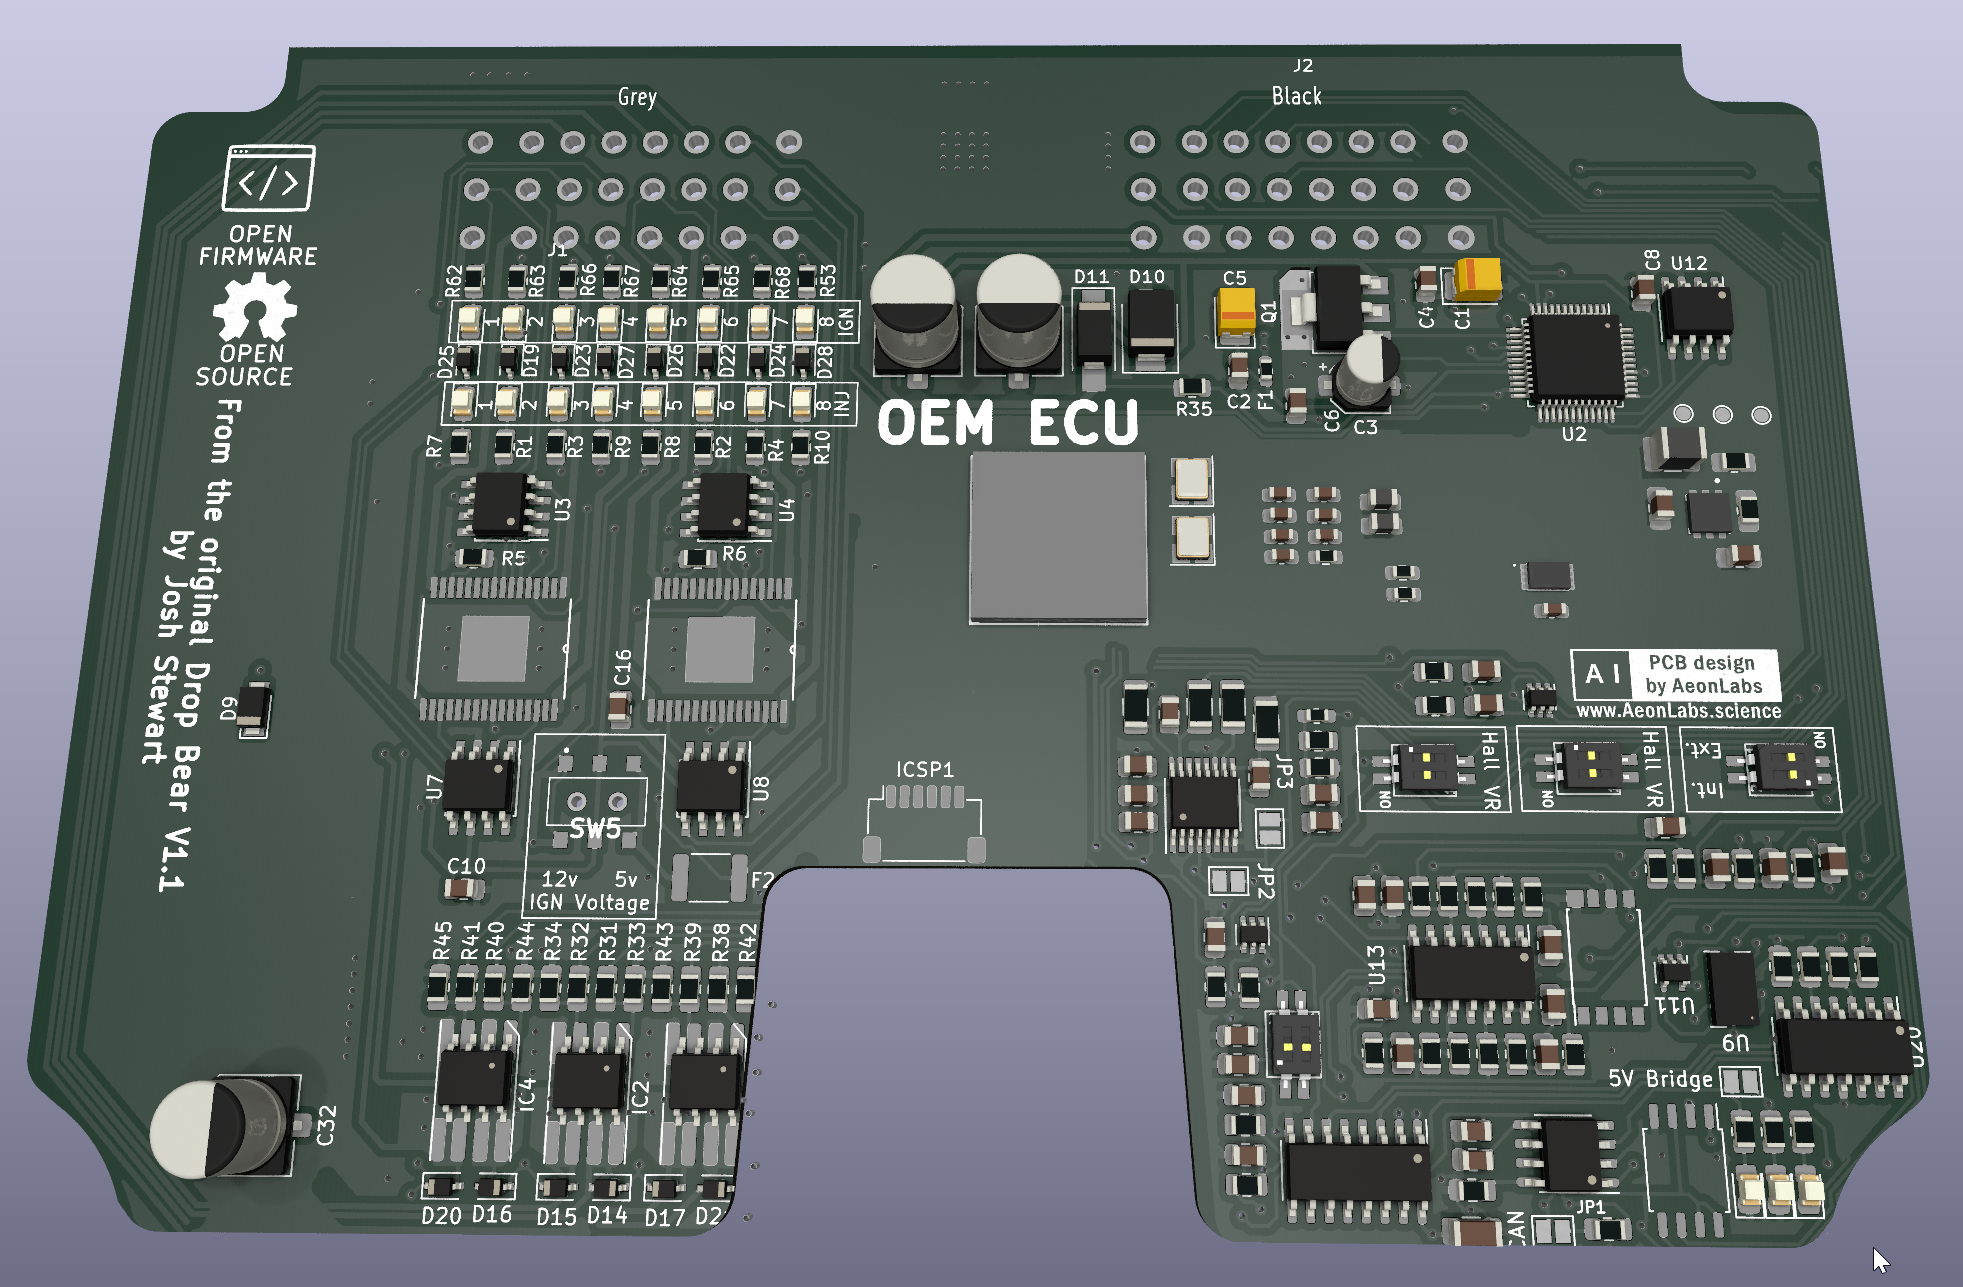 J2
Grey
Black
</>
OPEN
FIRMWARE
OPEN
SOURCE
From the original Drop Bear V1.1
by Josh Stewart
J1
R62
R63
R66
R67
R64
R65
R68
R53
1 2 3 4 5 6 7 8 IGN
D25
D19
D23
D27
D26
D22
D24
D28
1 2 3 4 5 6 7 8 INJ
R7
R1
R3
R9
R8
R2
R4
R10
D11
D10
C5
Q1
C4
C1
C8
U12
R35
C2
F1
C6
+
C3
U2
OEM ECU
U3
U4
R5
R6
C16
D9
U7
U8
SW5
12v 5v
IGN Voltage
C10
F2
ICSP1
JP3
JP2
AI
PCB design
by AeonLabs
www.AeonLabs.science
Hall VR
ON
Hall VR
ON
Ext.
Int.
ON
R45
R41
R40
R44
R34
R32
R31
R33
R43
R39
R38
R42
U13
U11
U9
5V Bridge
IC4
IC2
C32
D20
D16
D15
D14
D17
JP1